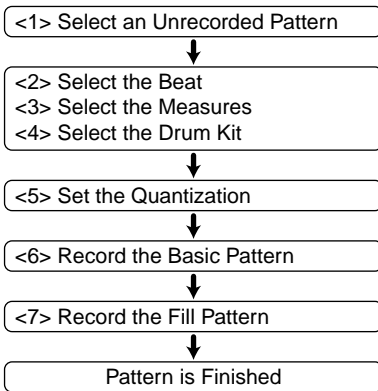 <1> Select an Unrecorded Pattern
<2> Select the Beat
<3> Select the Measures
<4> Select the Drum Kit
<5> Set the Quantization
<6> Record the Basic Pattern
<7> Record the Fill Pattern
Pattern is Finished